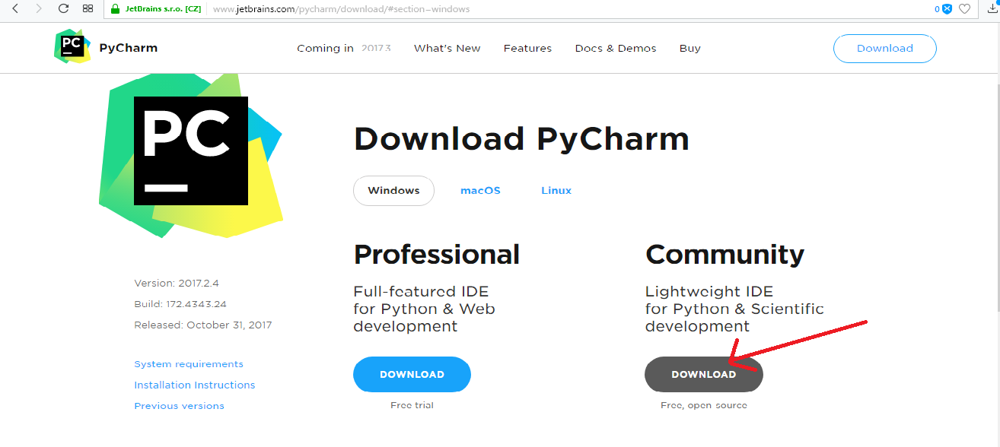 JetBrains s.r.o. [CZ] www.jetbrains.com/pycharm/download/#section=windows 0
PC PyCharm Coming in 2017.3 What's New Features Docs & Demos Buy Download
PC
Download PyCharm
Windows macOS Linux
Professional
Full-featured IDE
for Python & Web
development
DOWNLOAD
Free trial
Community
Lightweight IDE
for Python & Scientific
development
DOWNLOAD
Free, open-source
Version: 2017.2.4
Build: 172.4343.24
Released: October 31, 2017
System requirements
Installation Instructions
Previous versions